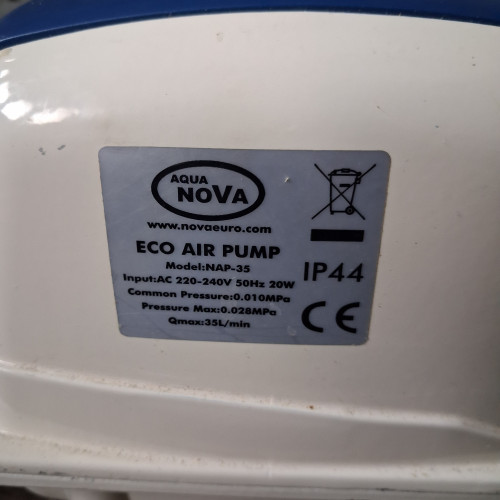 AQUA
NOVA
www.novaeuro.com
ECO AIR PUMP
Model:NAP-35
Input:AC 220-240V 50Hz 20W
Common Pressure:0.010MPa
Pressure Max:0.028MPa
Qmax:35L/min
IP44
CE